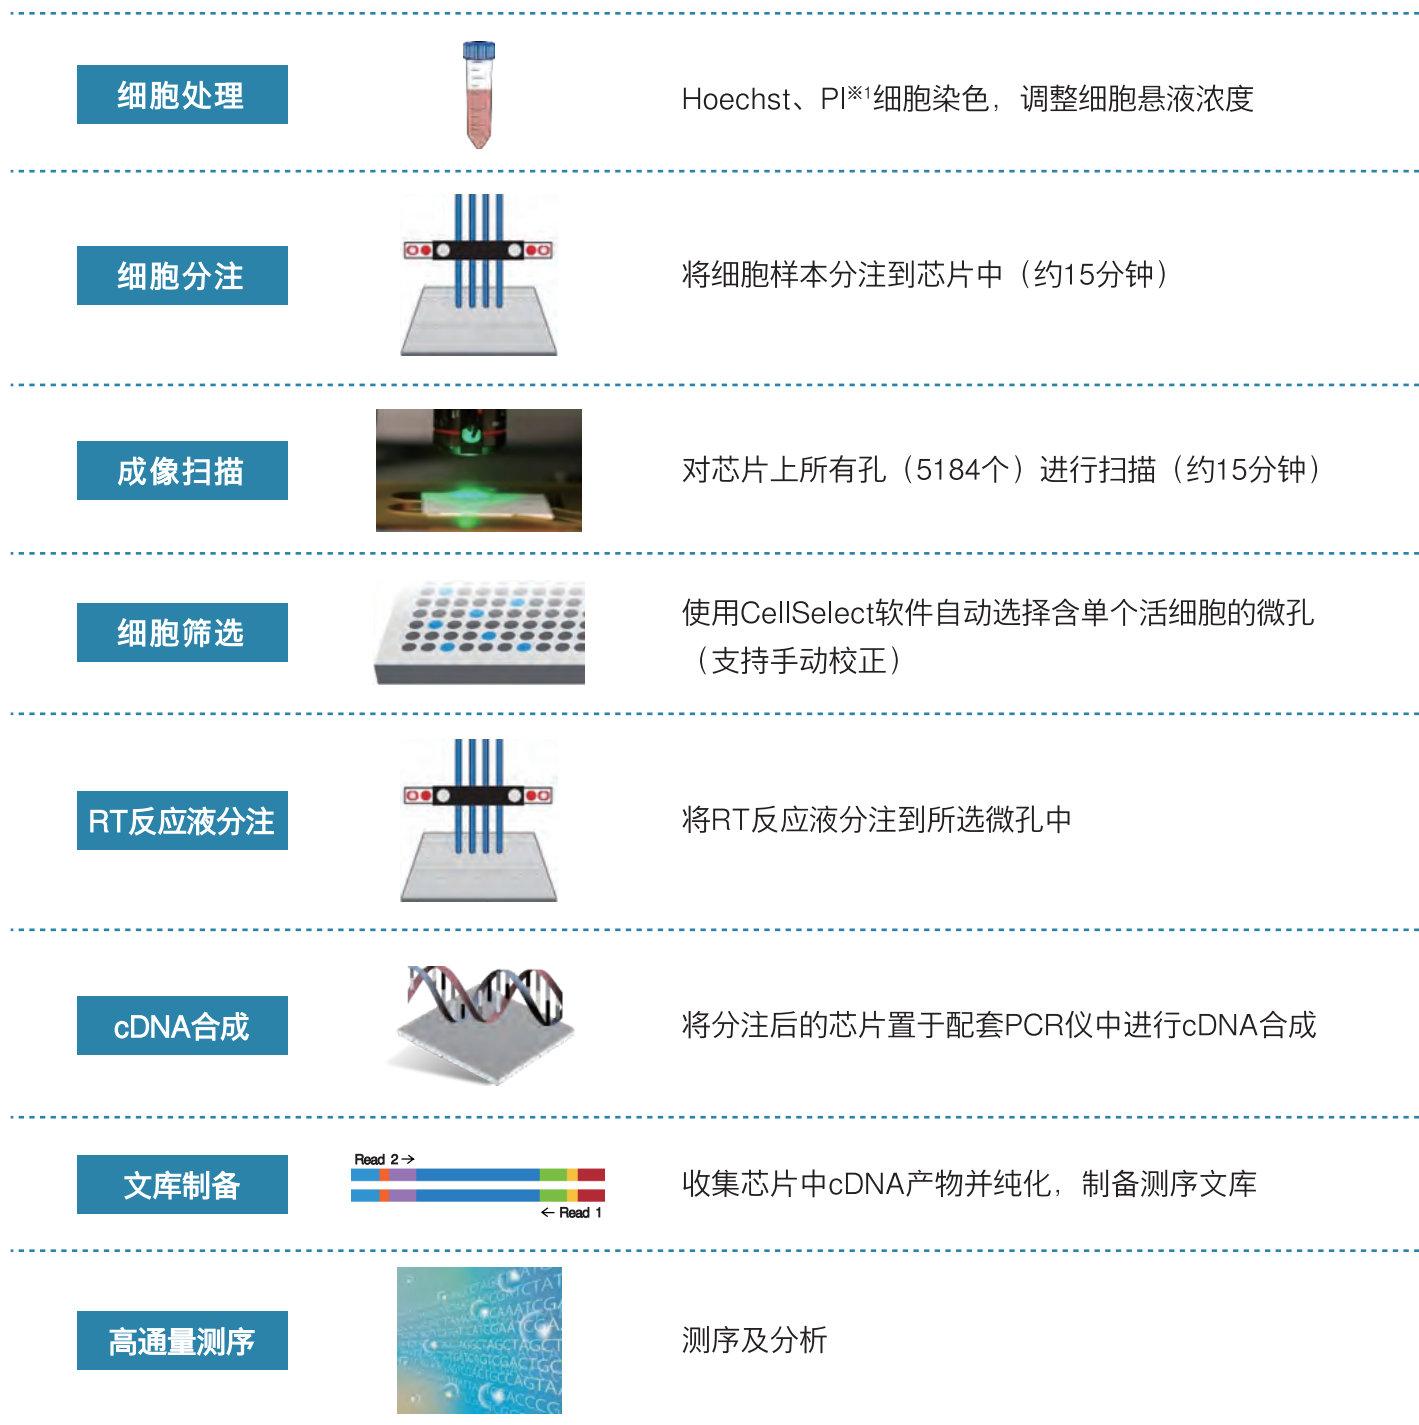 细胞处理
Hoechst、PI※1细胞染色，调整细胞悬液浓度
细胞分注
将细胞样本分注到芯片中（约15分钟）
成像扫描
对芯片上所有孔（5184个）进行扫描（约15分钟）
细胞筛选
使用CellSelect软件自动选择含单个活细胞的微孔
（支持手动校正）
RT反应液分注
将RT反应液分注到所选微孔中
cDNA合成
将分注后的芯片置于配套PCR仪中进行cDNA合成
文库制备
Read 2→
← Read 1
收集芯片中cDNA产物并纯化，制备测序文库
高通量测序
测序及分析